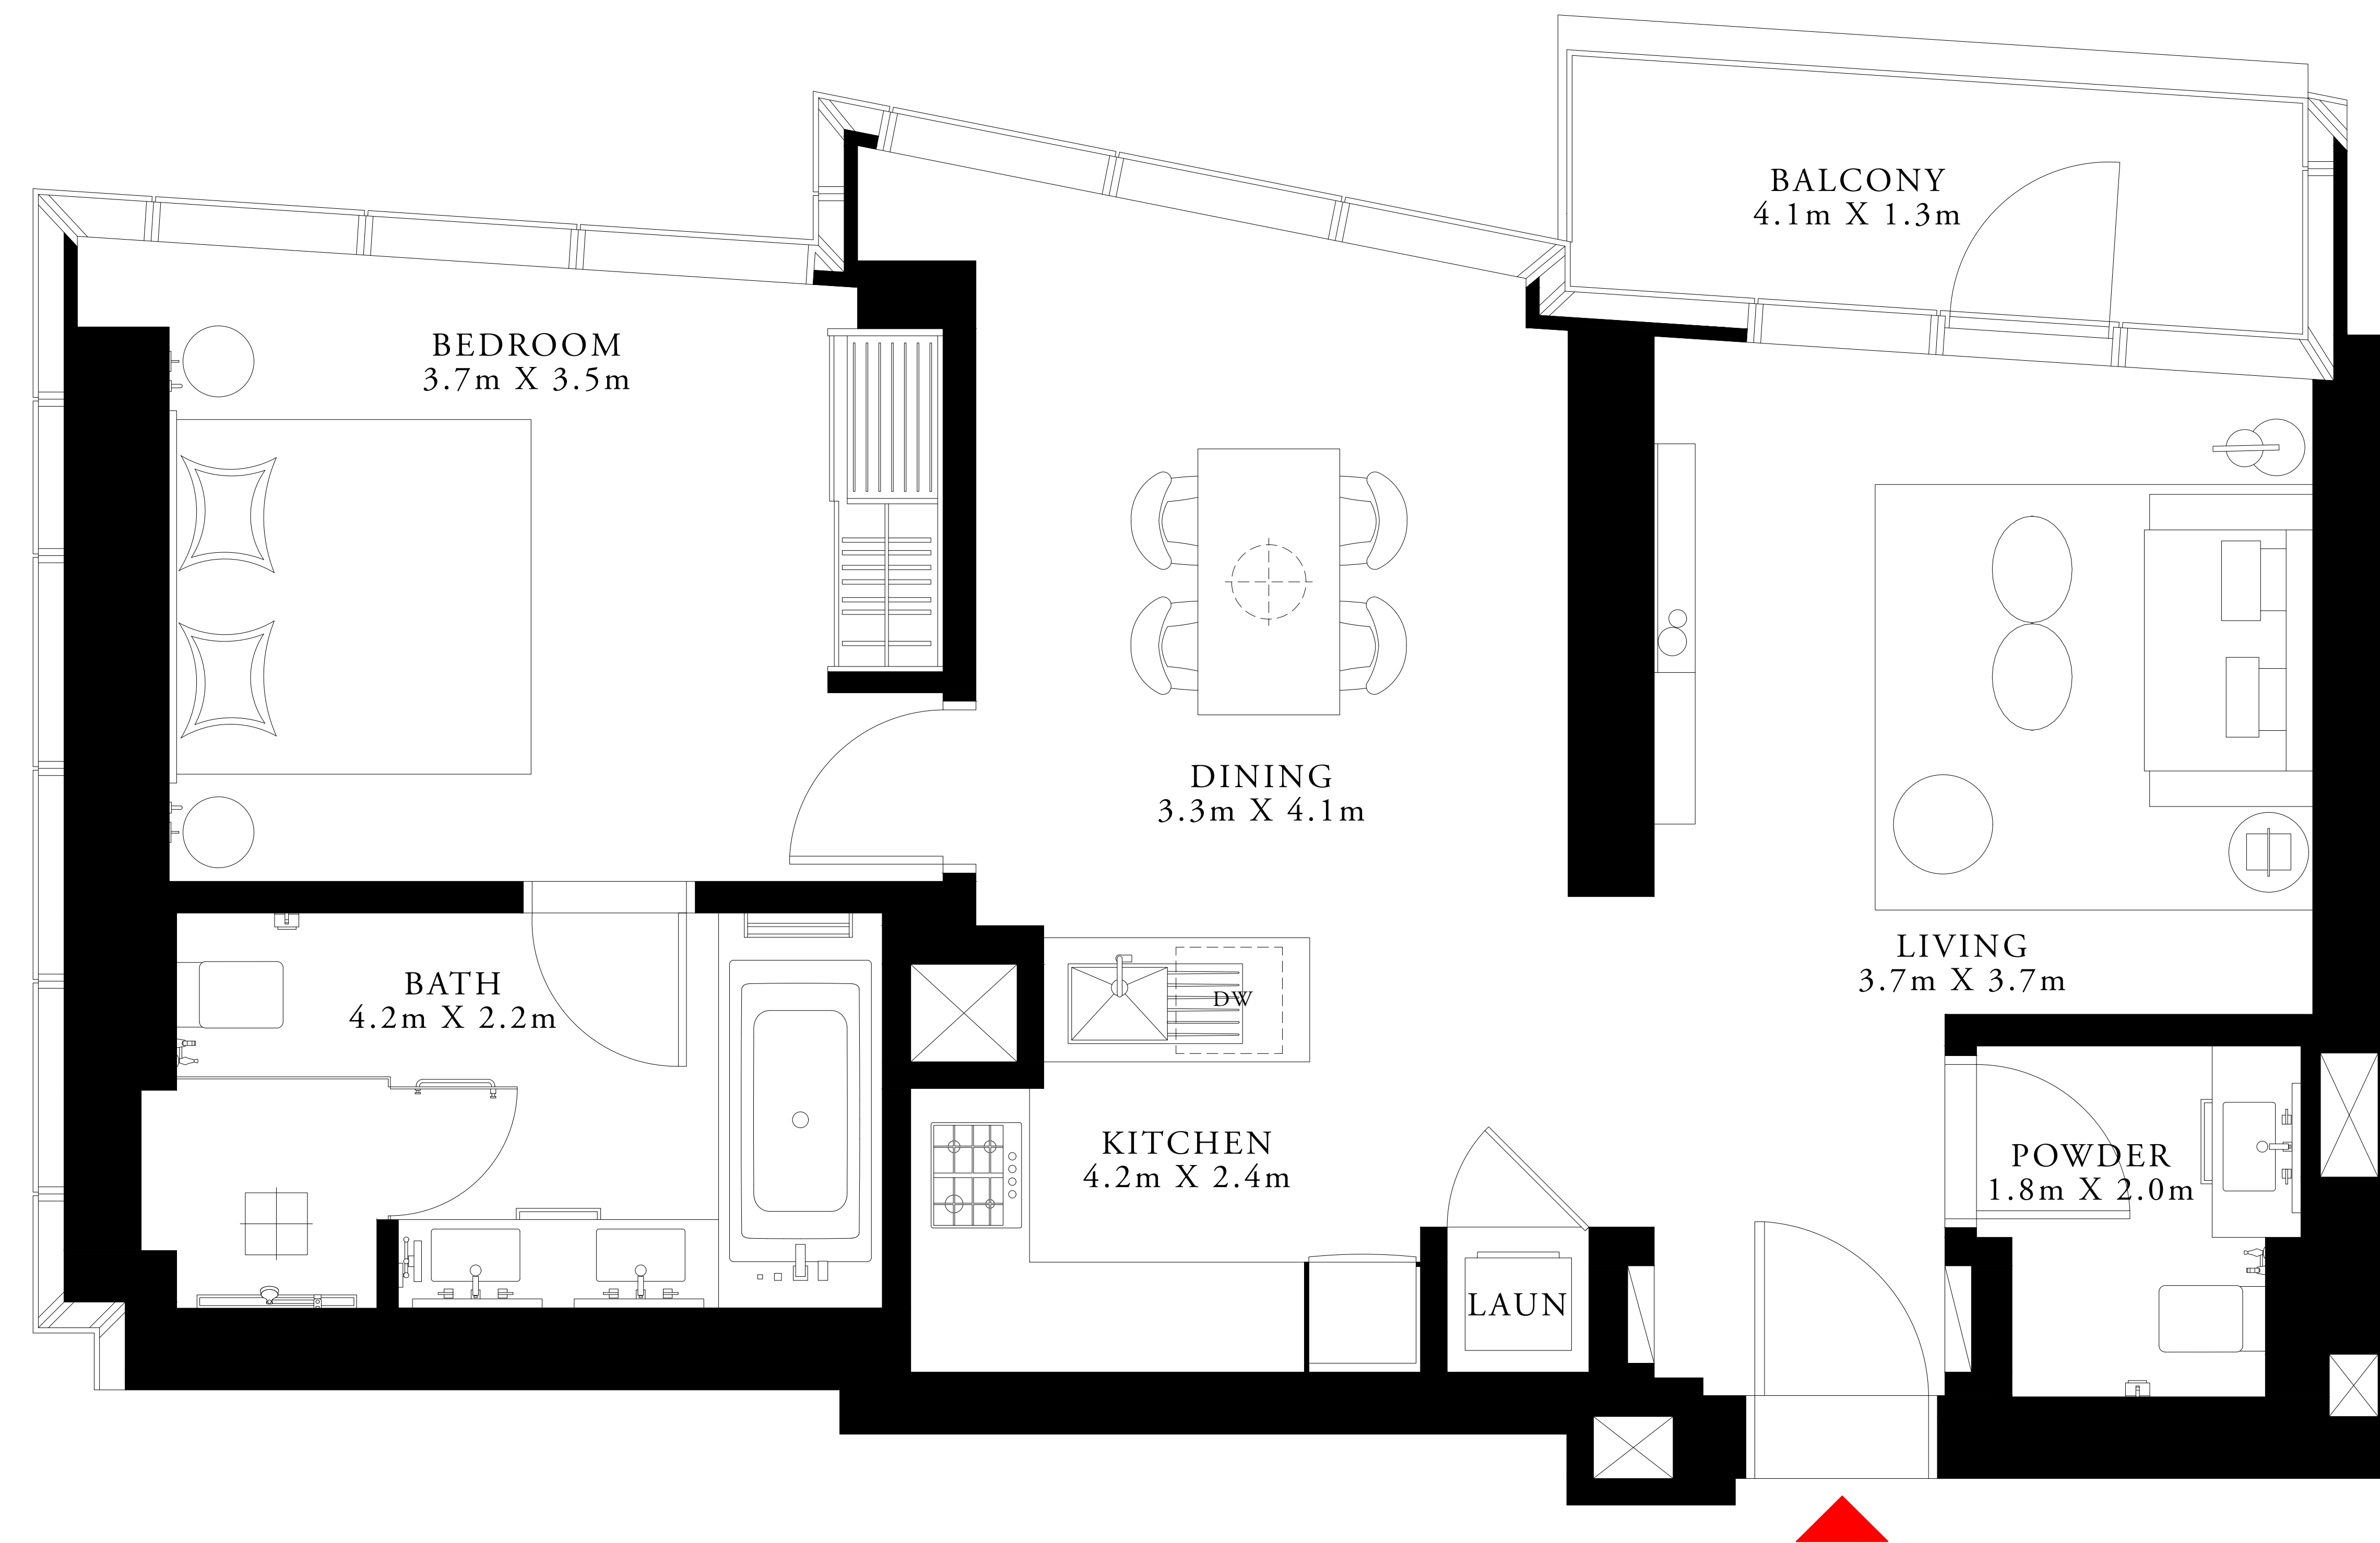 BALCONY
4.1m X 1.3m
BEDROOM
3.7m X 3.5m
DINING
3.3m X 4.1m
LIVING
3.7m X 3.7m
BATH
4.2m X 2.2m
DW
KITCHEN
4.2m X 2.4m
POWDER
1.8m X 2.0m
LAUN